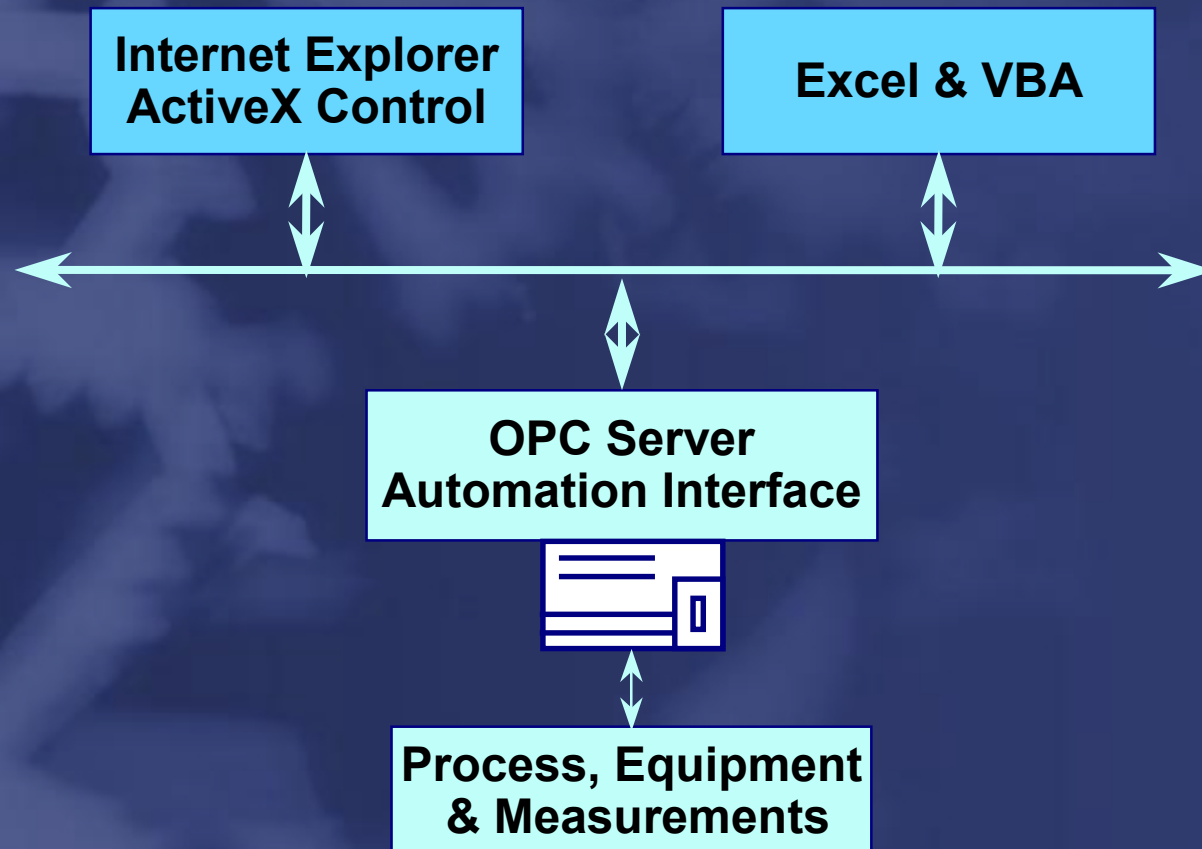 Internet Explorer
ActiveX Control
Excel & VBA
OPC Server
Automation Interface
Process, Equipment
& Measurements